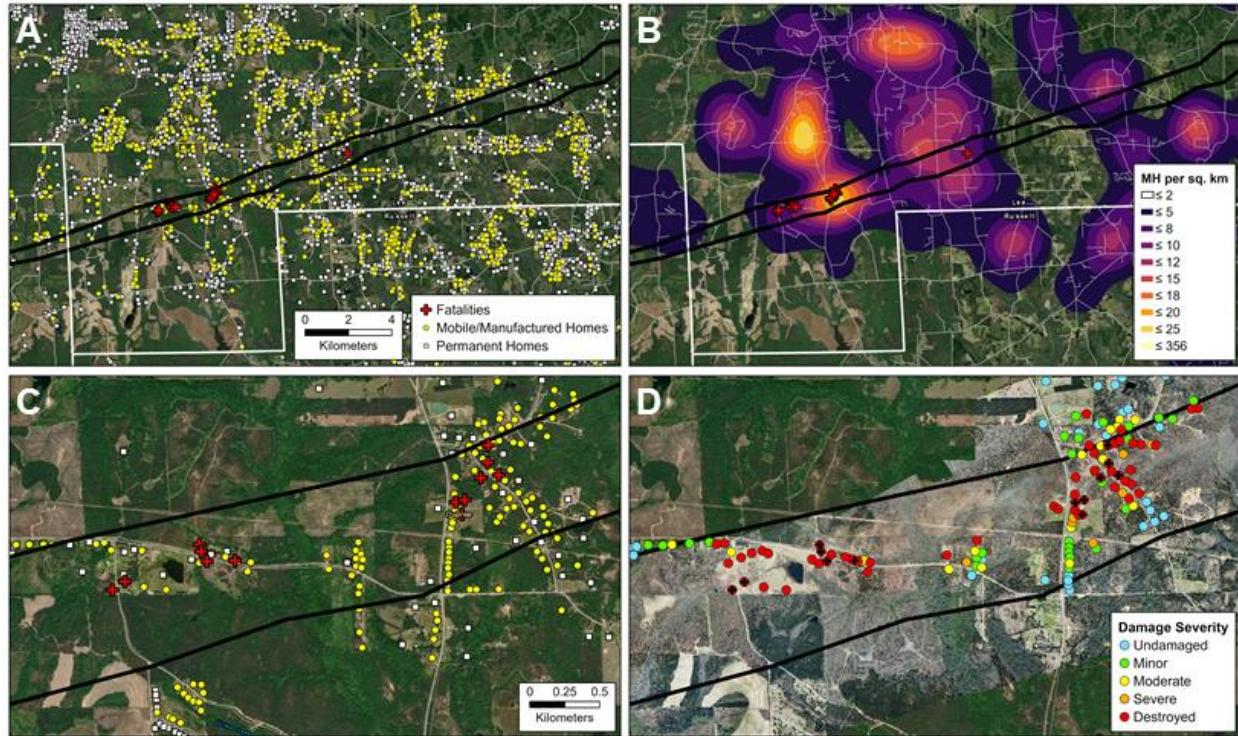 A
0 2 4
Kilometers
Fatalities
Mobile/Manufactured Homes
Permanent Homes
B
Lee
Russell
MH per sq. km
≤ 2
≤ 5
≤ 8
≤ 10
≤ 12
≤ 15
≤ 18
≤ 20
≤ 25
≤ 356
C
0 0.25 0.5
Kilometers
D
Damage Severity
Undamaged
Minor
Moderate
Severe
Destroyed